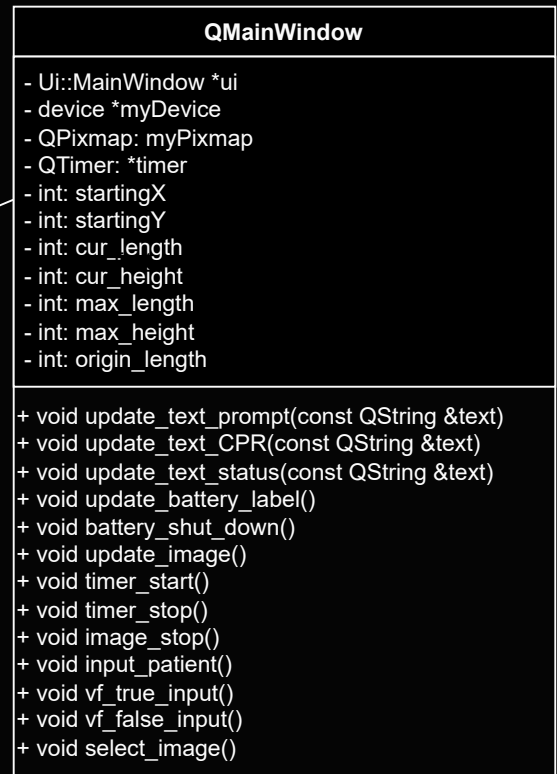 QMainWindow
- Ui::MainWindow *ui
- device *myDevice
- QPixmap: myPixmap
- QTimer: *timer
- int: startingX
- int: startingY
- int: cur_length
- int: cur_height
- int: max_length
- int: max_height
- int: origin_length
+ void update_text_prompt(const QString &text)
+ void update_text_CPR(const QString &text)
+ void update_text_status(const QString &text)
+ void update_battery_label()
+ void battery_shut_down()
+ void update_image()
+ void timer_start()
+ void timer_stop()
+ void image_stop()
+ void input_patient()
+ void vf_true_input()
+ void vf_false_input()
+ void select_image()